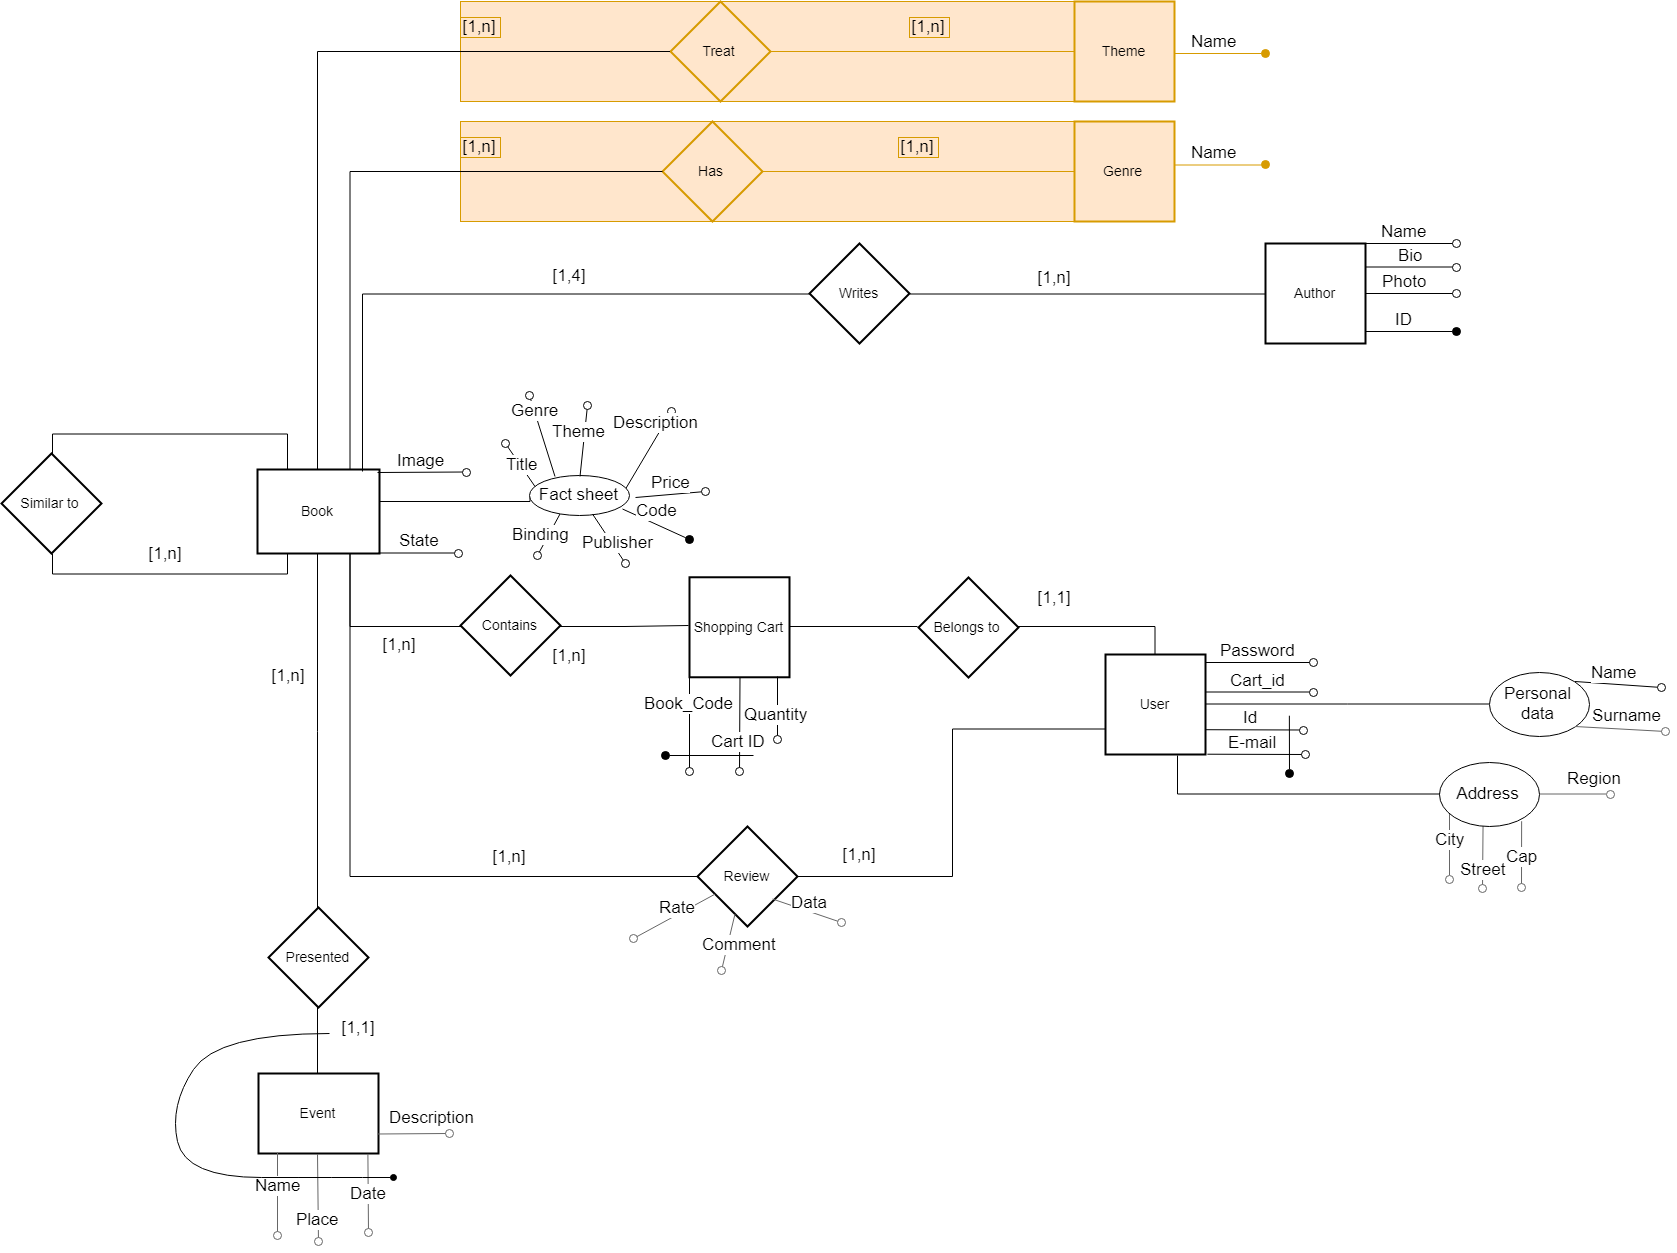 [1,n]
Treat
[1,n]
Theme
Name
[1,n]
Has
[1,n]
Genre
Name
[1,4]
Writes
[1,n]
Author
Name
Bio
Photo
ID
Similar to
[1,n]
Book
Image
State
Fact sheet
Genre
Theme
Description
Title
Price
Code
Binding
Publisher
[1,n]
Contains
[1,n]
Shopping Cart
Book_Code
Cart ID
Quantity
Belongs to
[1,1]
User
Password
Cart_id
Id
E-mail
Personal
data
Name
Surname
Address
Region
City
Street
Cap
[1,n]
[1,n]
Review
[1,n]
Rate
Comment
Data
Presented
[1,1]
Event
Description
Name
Place
Date